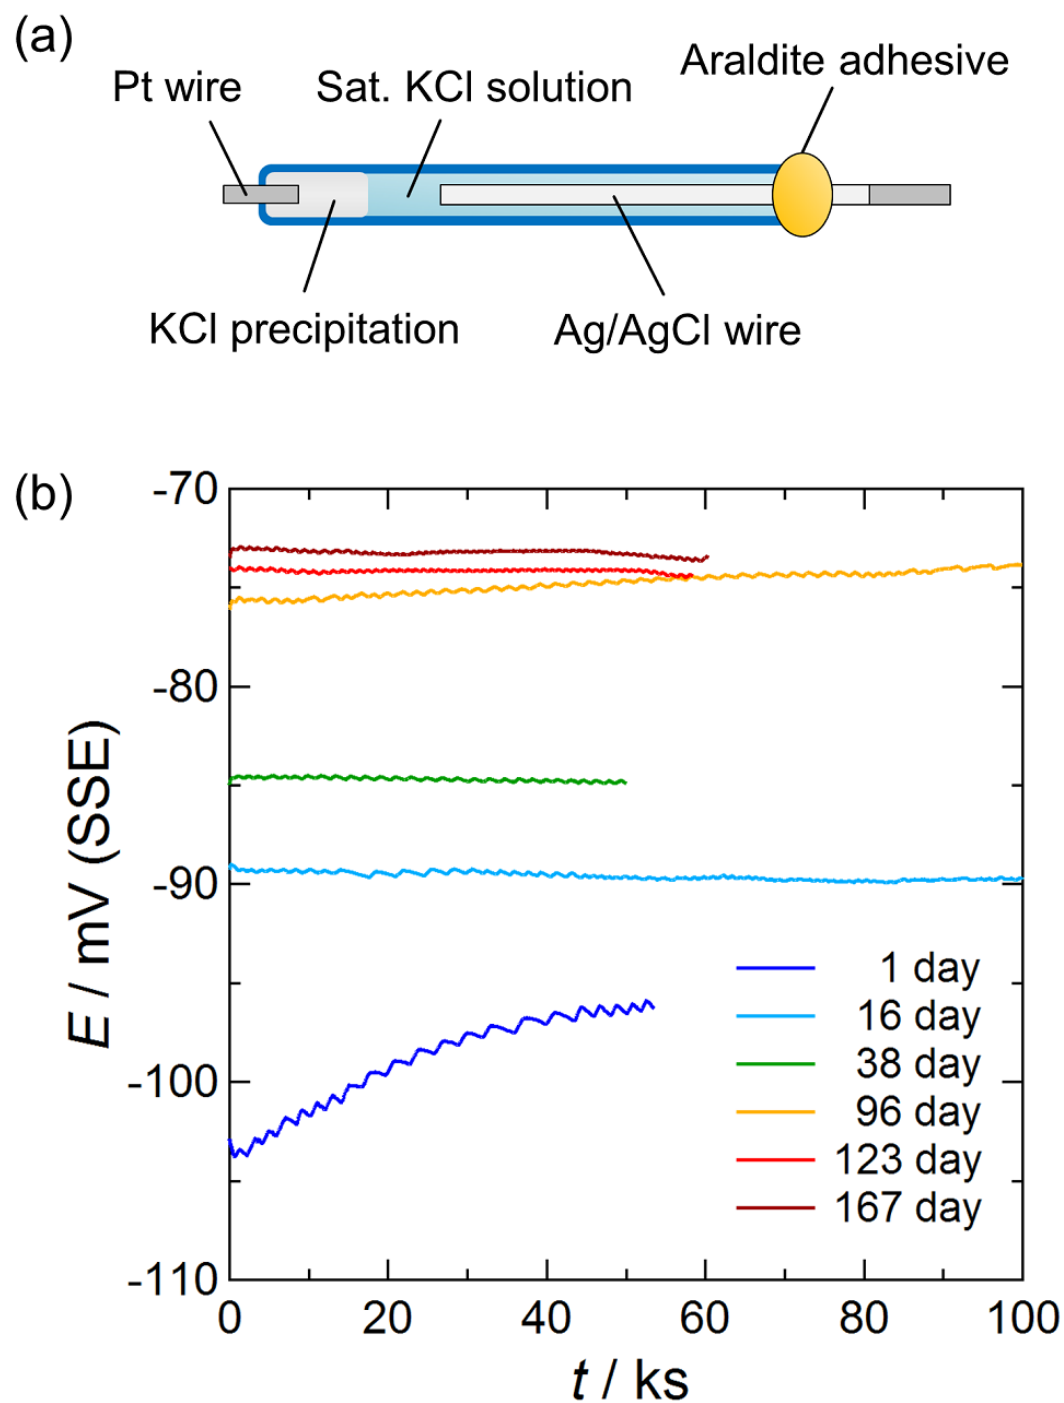 (a)
Pt wire
Sat. KCl solution
Araldite adhesive
KCl precipitation
Ag/AgCl wire
(b)
-70
-80
-90
-100
-110
E / mV (SSE)
1 day
16 day
38 day
96 day
123 day
167 day
0 20 40 60 80 100
t / ks